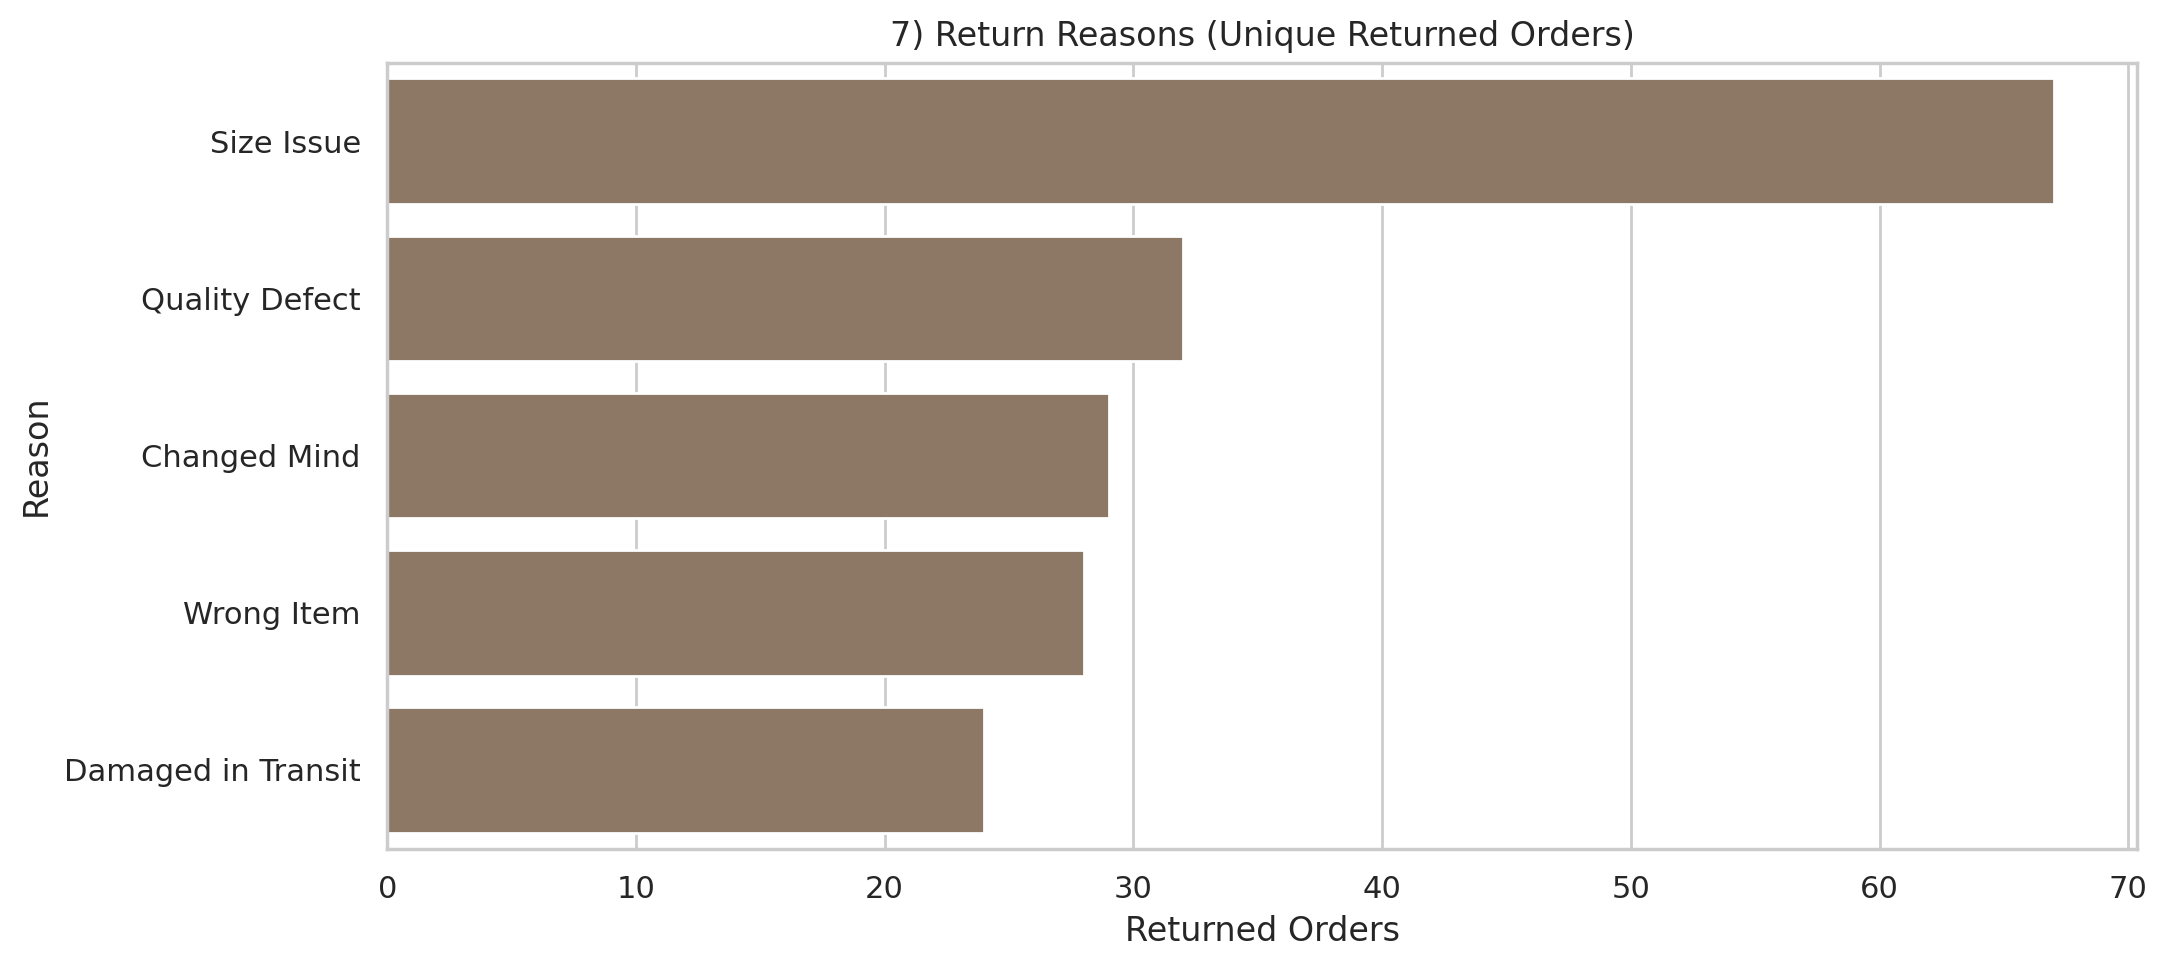 7) Return Reasons (Unique Returned Orders)
Reason
Size Issue
Quality Defect
Changed Mind
Wrong Item
Damaged in Transit
0 10 20 30 40 50 60 70
Returned Orders